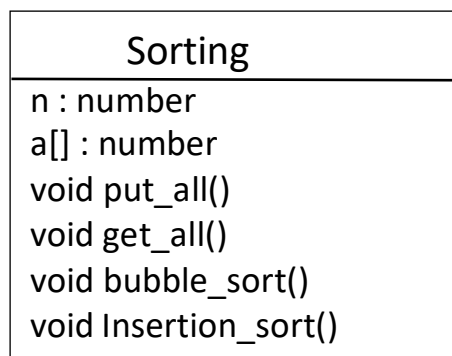 Sorting
n : number
a[] : number
void put_all()
void get_all()
void bubble_sort()
void Insertion_sort()